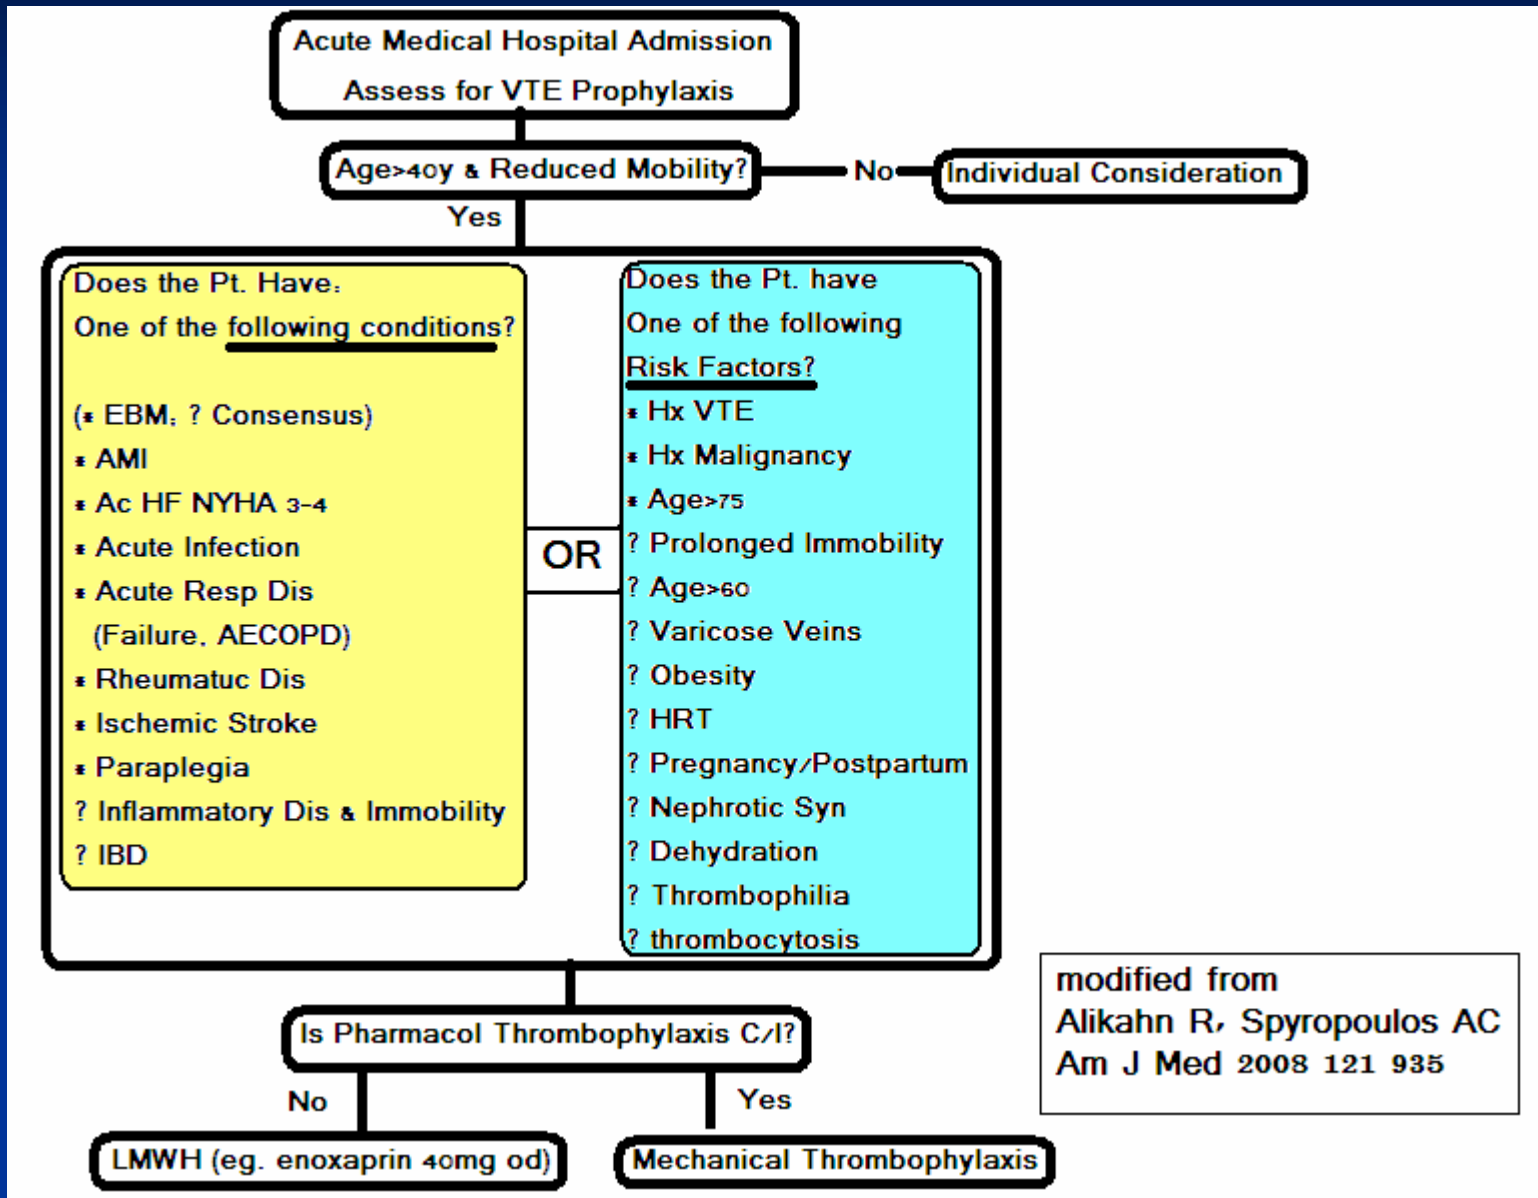 Acute Medical Hospital Admission
Assess for VTE Prophylaxis
Age>40y & Reduced Mobility?
No
Individual Consideration
Yes
Does the Pt. Have:
One of the following conditions?
(* EBM; ? Consensus)
* AMI
* Ac HF NYHA 3-4
* Acute Infection
* Acute Resp Dis
(Failure, AECOPD)
* Rheumatuc Dis
* Ischemic Stroke
* Paraplegia
? Inflammatory Dis & Immobility
? IBD
OR
Does the Pt. have
One of the following
Risk Factors?
* Hx VTE
* Hx Malignancy
* Age>75
? Prolonged Immobility
? Age>60
? Varicose Veins
? Obesity
? HRT
? Pregnancy/Postpartum
? Nephrotic Syn
? Dehydration
? Thrombophilia
? thrombocytosis
Is Pharmacol Thrombophylaxis C/I?
No
Yes
LMWH (eg. enoxaprin 40mg od)
Mechanical Thrombophylaxis
modified from
Alikahn R, Spyropoulos AC
Am J Med 2008 121 935